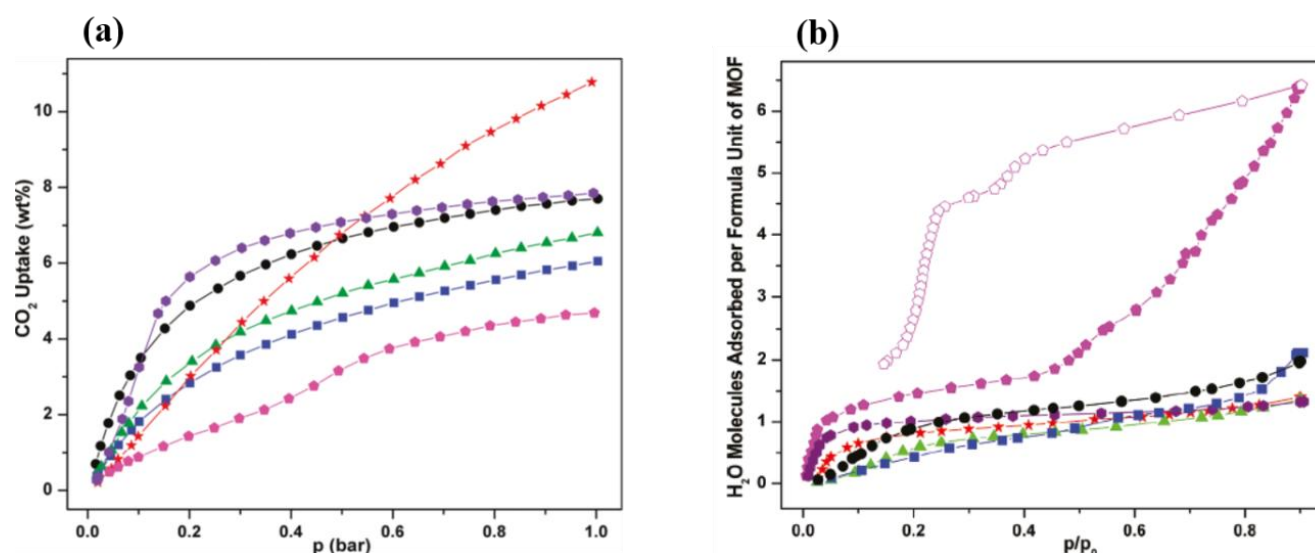 (a)
CO₂ Uptake (wt%)
10
8
6
4
2
0
0.0 0.2 0.4 0.6 0.8 1.0
p (bar)
(b)
H₂O Molecules Adsorbed per Formula Unit of MOF
6
5
4
3
2
1
0
0.0 0.2 0.4 0.6 0.8
p/p₀